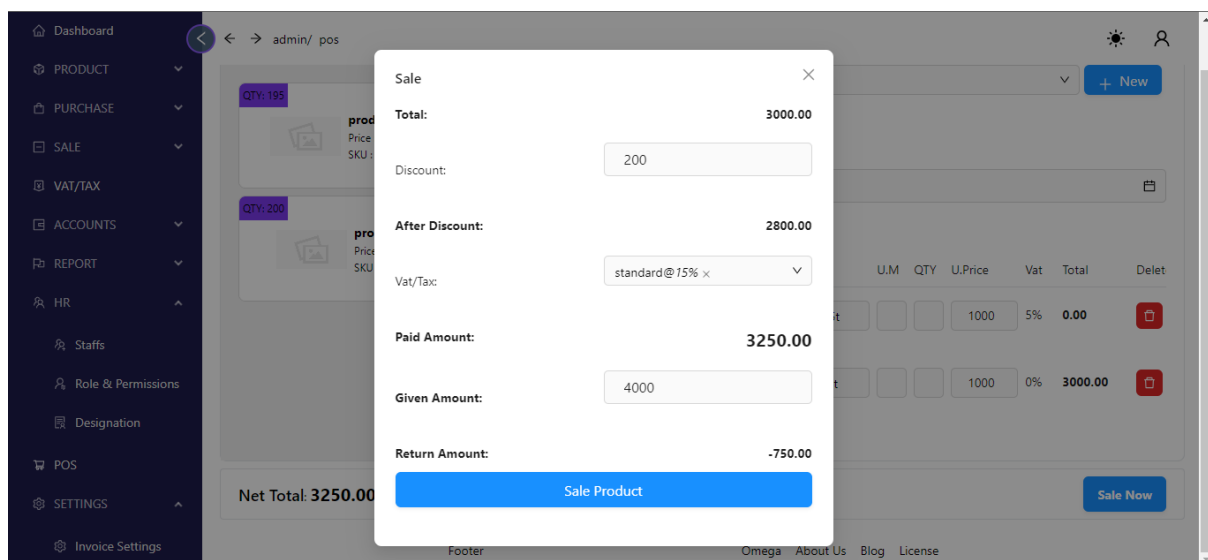 Dashboard
admin/ pos
PRODUCT
PURCHASE
SALE
VAT/TAX
ACCOUNTS
REPORT
HR
Staffs
Role & Permissions
Designation
POS
SETTINGS
Invoice Settings
QTY: 195
Price
SKU :
QTY: 200
Price
SKU
New
Sale
Total: 3000.00
Discount: 200
After Discount: 2800.00
Vat/Tax: standard@15% ×
Paid Amount: 3250.00
Given Amount: 4000
Return Amount: -750.00
Sale Product
U.M QTY U.Price Vat Total Delet
1000 5% 0.00
1000 0% 3000.00
Net Total: 3250.00
Sale Now
Footer
Omega About Us Blog License